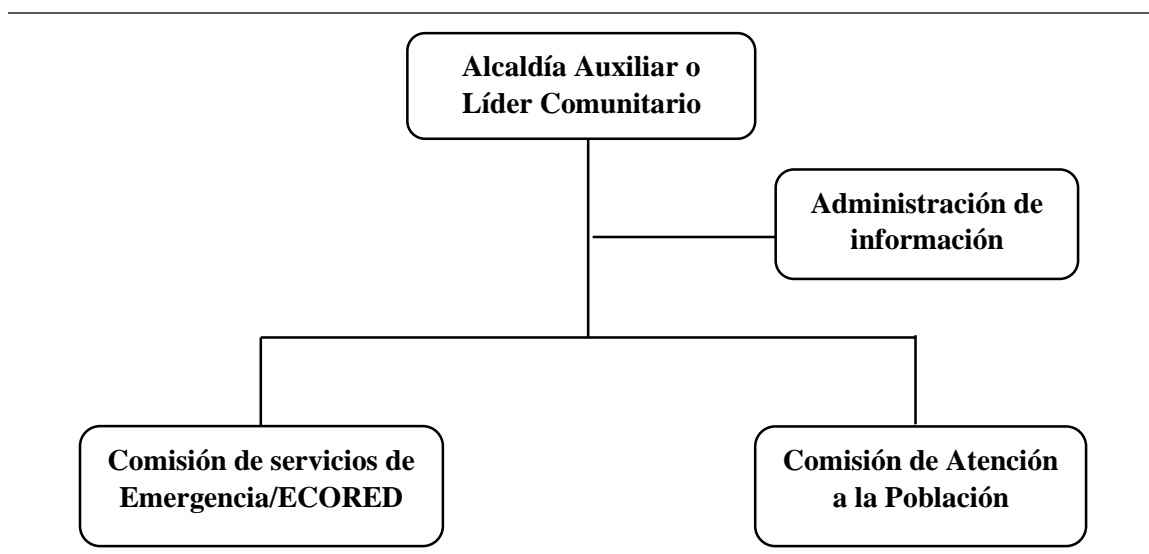 Alcaldía Auxiliar o
Líder Comunitario
Administración de
información
Comisión de servicios de
Emergencia/ECORED
Comisión de Atención
a la Población